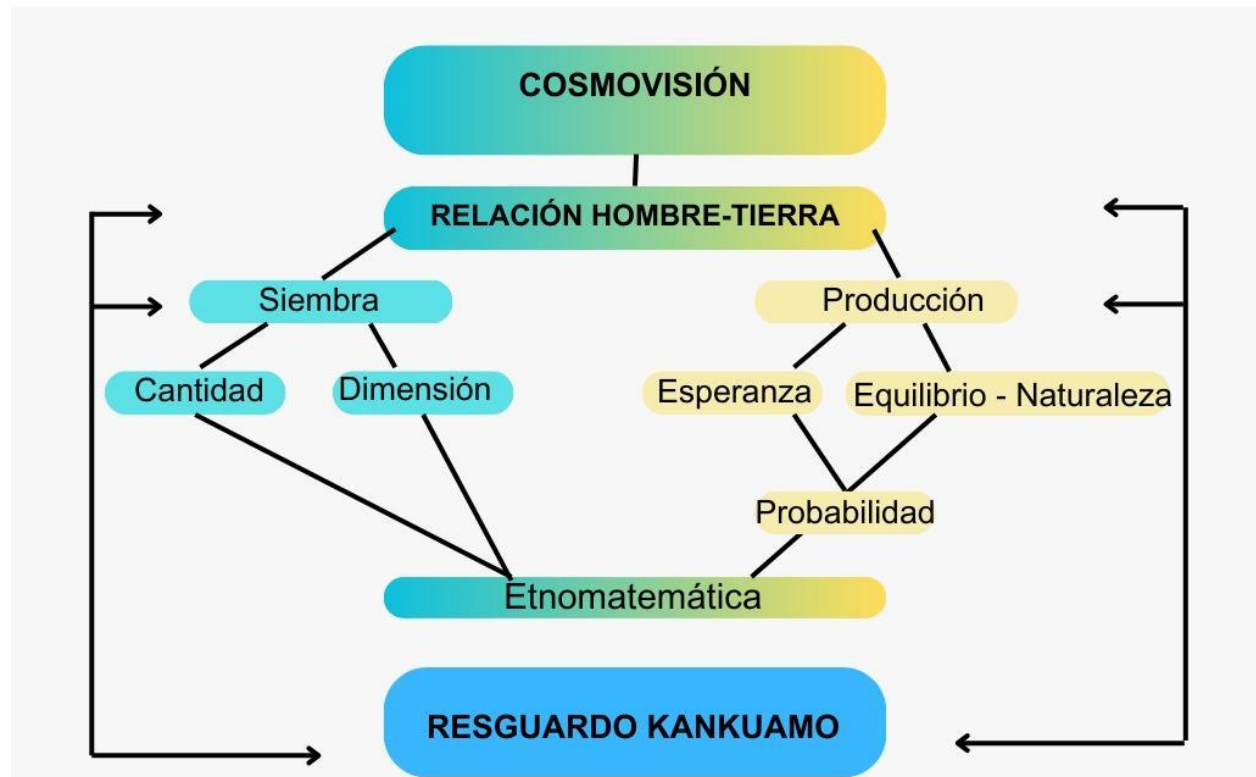 COSMOVISIÓN
RELACIÓN HOMBRE-TIERRA
Siembra
Producción
Cantidad
Dimensión
Esperanza
Equilibrio - Naturaleza
Probabilidad
Etnomatemática
RESGUARDO KANKUAMO